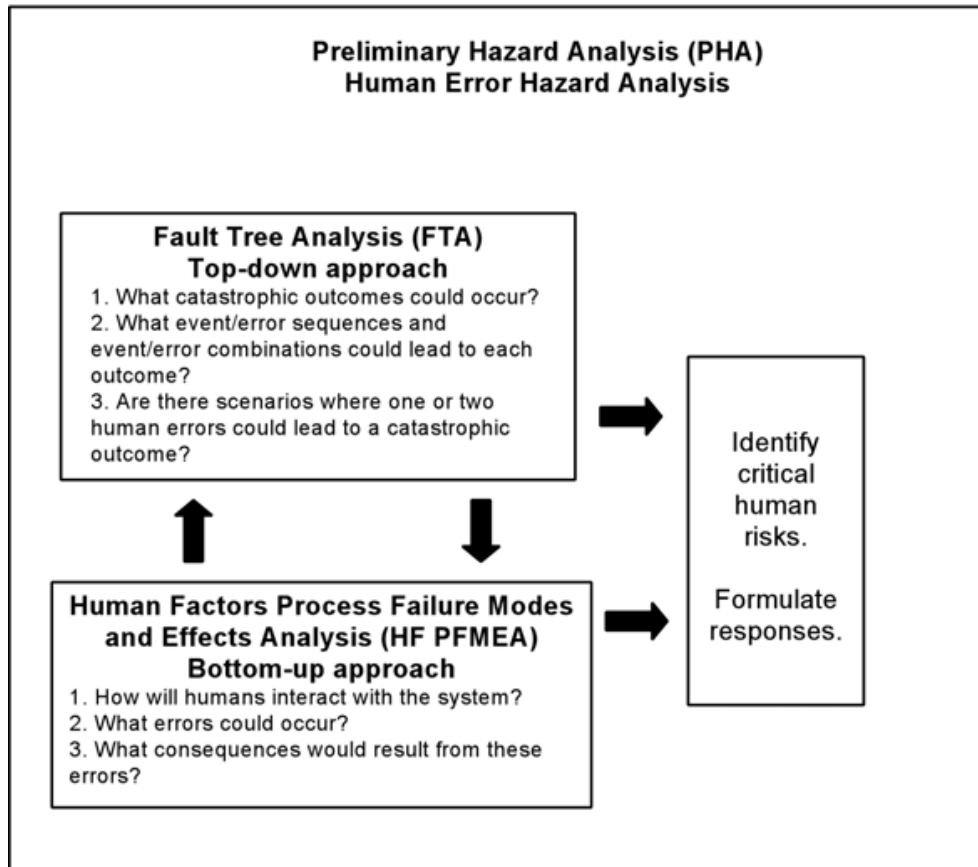 Preliminary Hazard Analysis (PHA)
Human Error Hazard Analysis
Fault Tree Analysis (FTA)
Top-down approach
1. What catastrophic outcomes could occur?
2. What event/error sequences and
event/error combinations could lead to each
outcome?
3. Are there scenarios where one or two
human errors could lead to a catastrophic
outcome?
Human Factors Process Failure Modes
and Effects Analysis (HF PFMEA)
Bottom-up approach
1. How will humans interact with the system?
2. What errors could occur?
3. What consequences would result from these
errors?
Identify
critical
human
risks.
Formulate
responses.